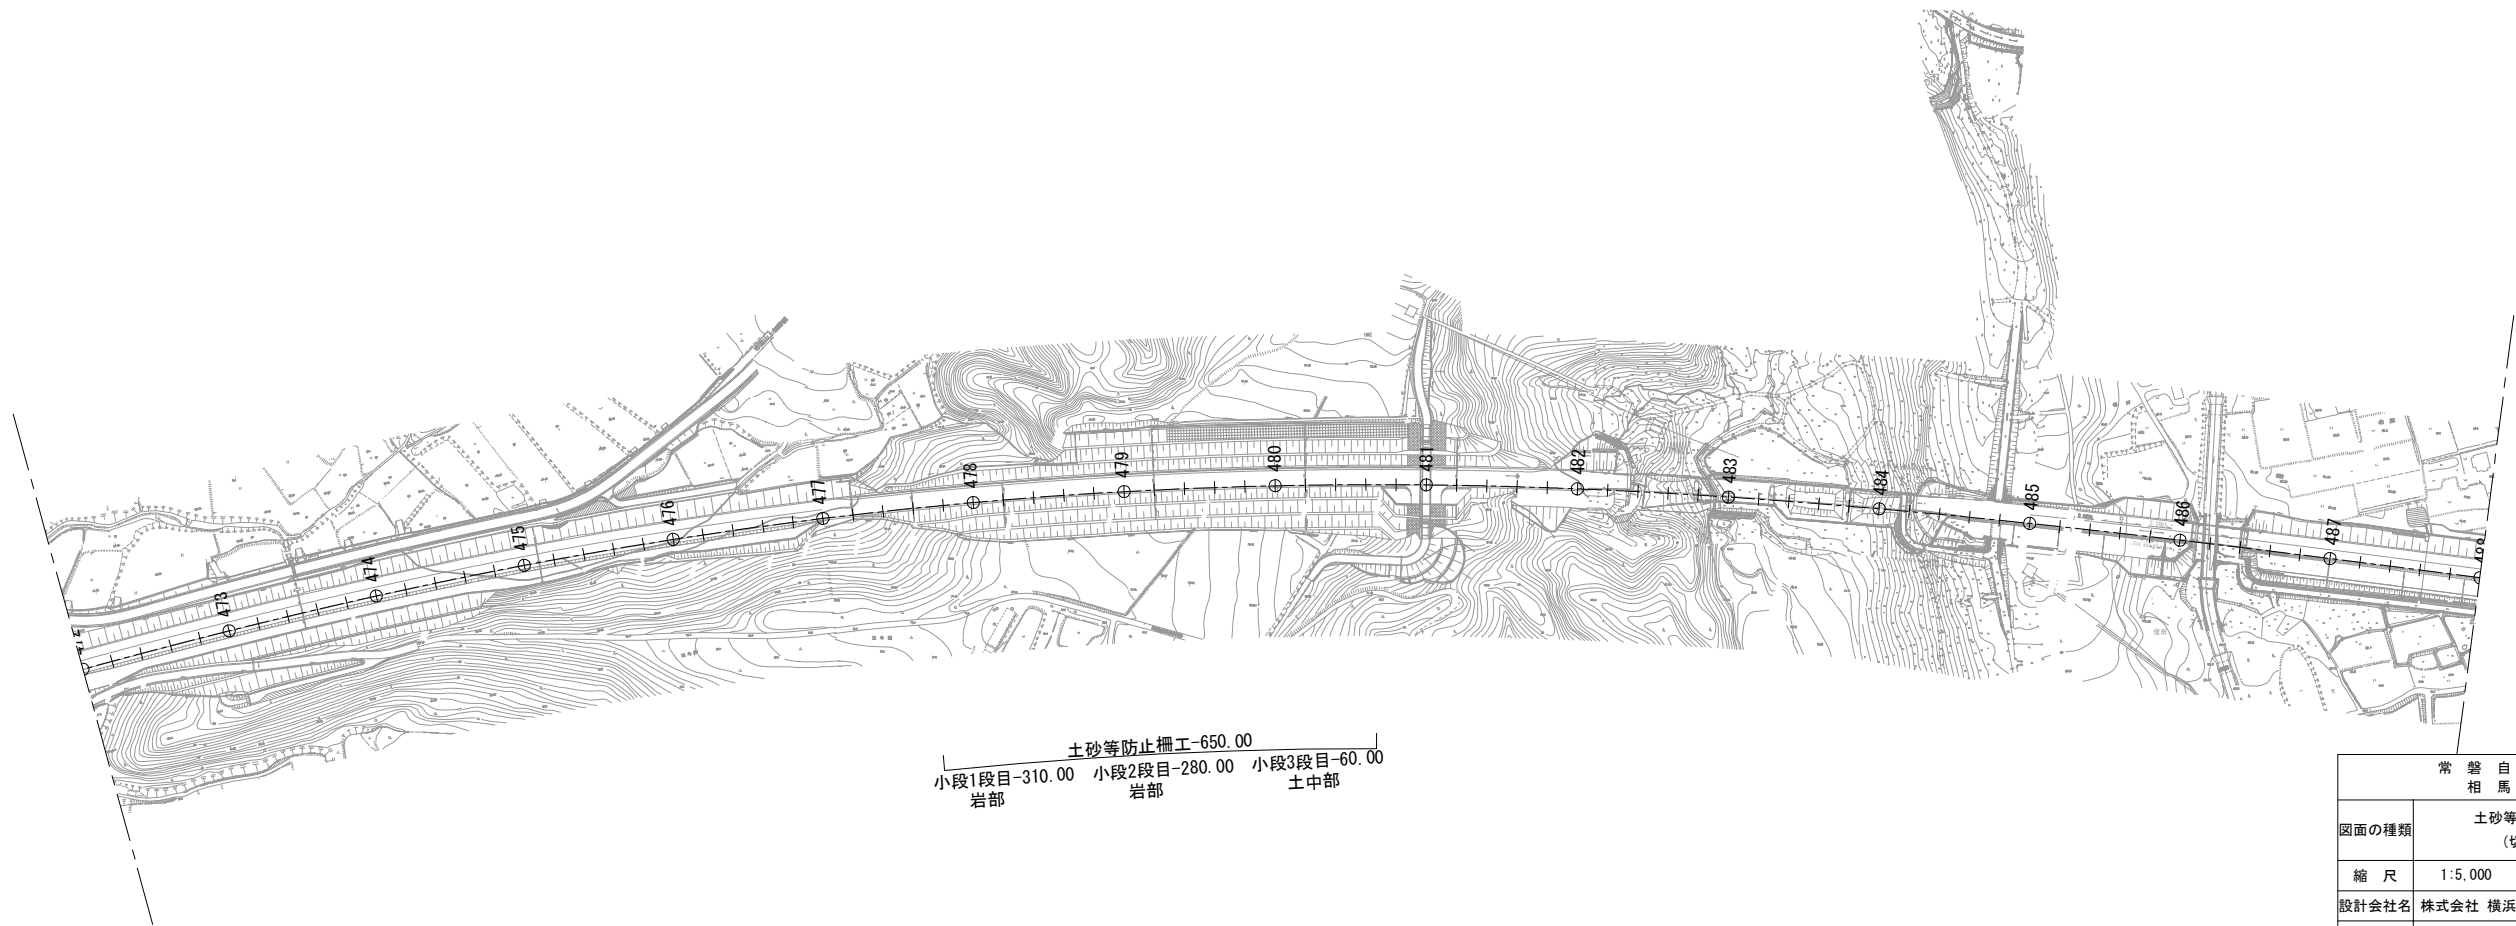 473
474
475
476
477
478
479
480
481
482
483
484
485
486
487
土砂等防止柵工-650.00
小段1段目-310.00 小段2段目-280.00 小段3段目-60.00
岩部 岩部 土中部
常 磐 自
相 馬
図面の種類 土砂等
縮 尺 1:5,000
設計会社名 株式会社 横浜